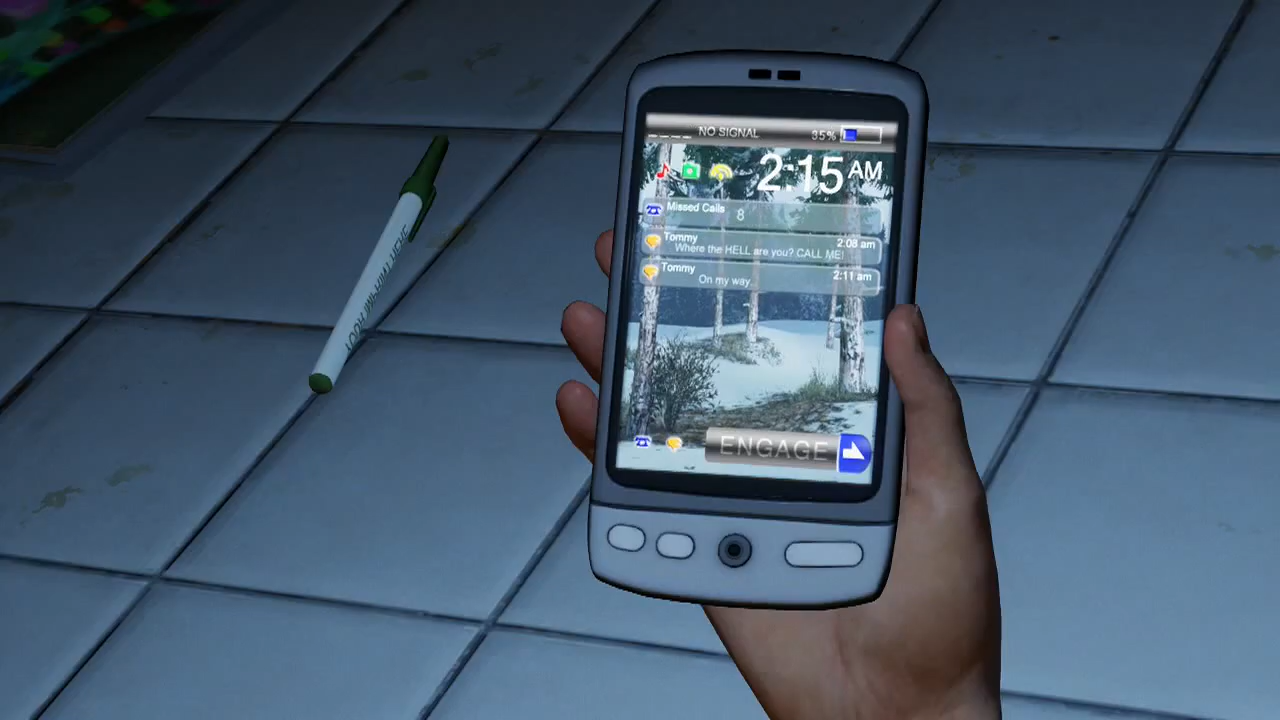 NO SIGNAL 35%
2:15 AM
Missed Calls 8
Tommy 2:08 am
Where the HELL are you? CALL ME!
Tommy 2:11 am
On my way.
ENGAGE